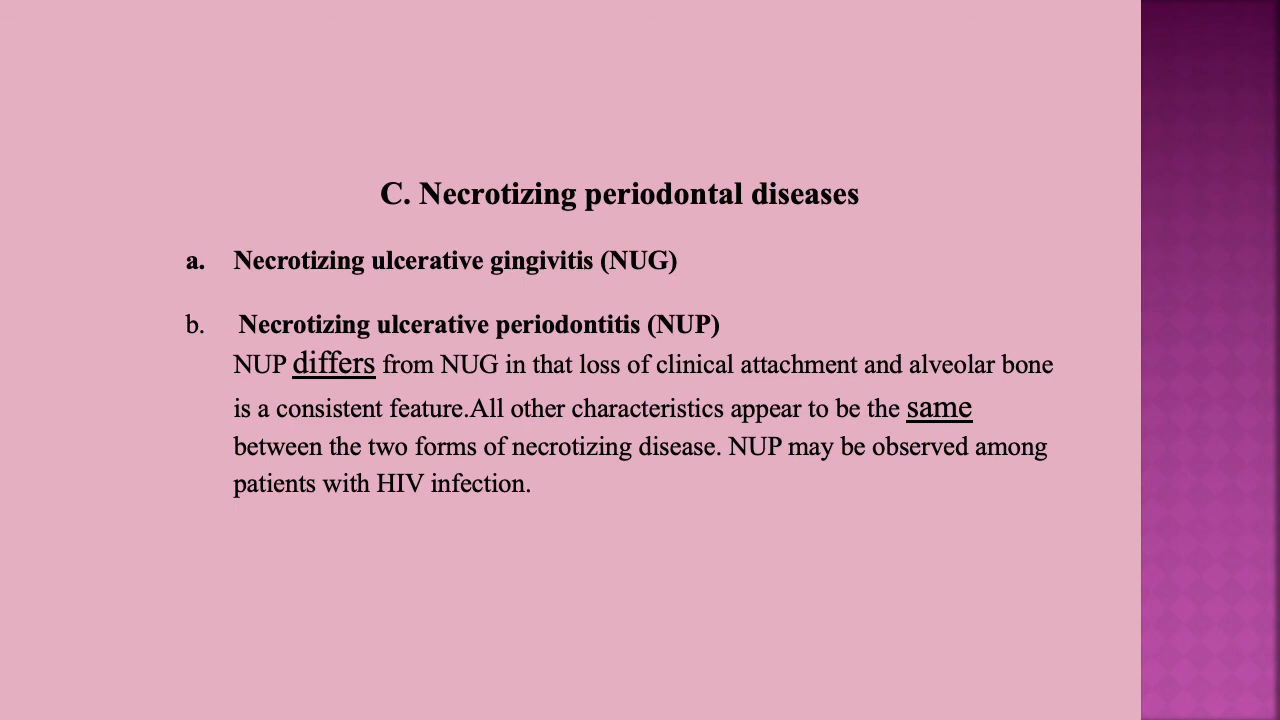 C. Necrotizing periodontal diseases
a. Necrotizing ulcerative gingivitis (NUG)
b. Necrotizing ulcerative periodontitis (NUP)
NUP differs from NUG in that loss of clinical attachment and alveolar bone
is a consistent feature.All other characteristics appear to be the same
between the two forms of necrotizing disease. NUP may be observed among
patients with HIV infection.